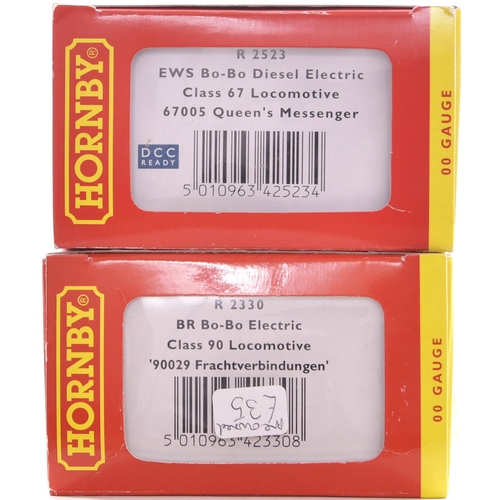 HORNBY®
R 2523
EWS Bo-Bo Diesel Electric
Class 67 Locomotive
67005 Queen's Messenger
DCC
READY
5 010963 425234
00 GAUGE
HORNBY®
R 2330
BR Bo-Bo Electric
Class 90 Locomotive
'90029 Frachtverbindungen'
£35
5 010963 423308
00 GAUGE